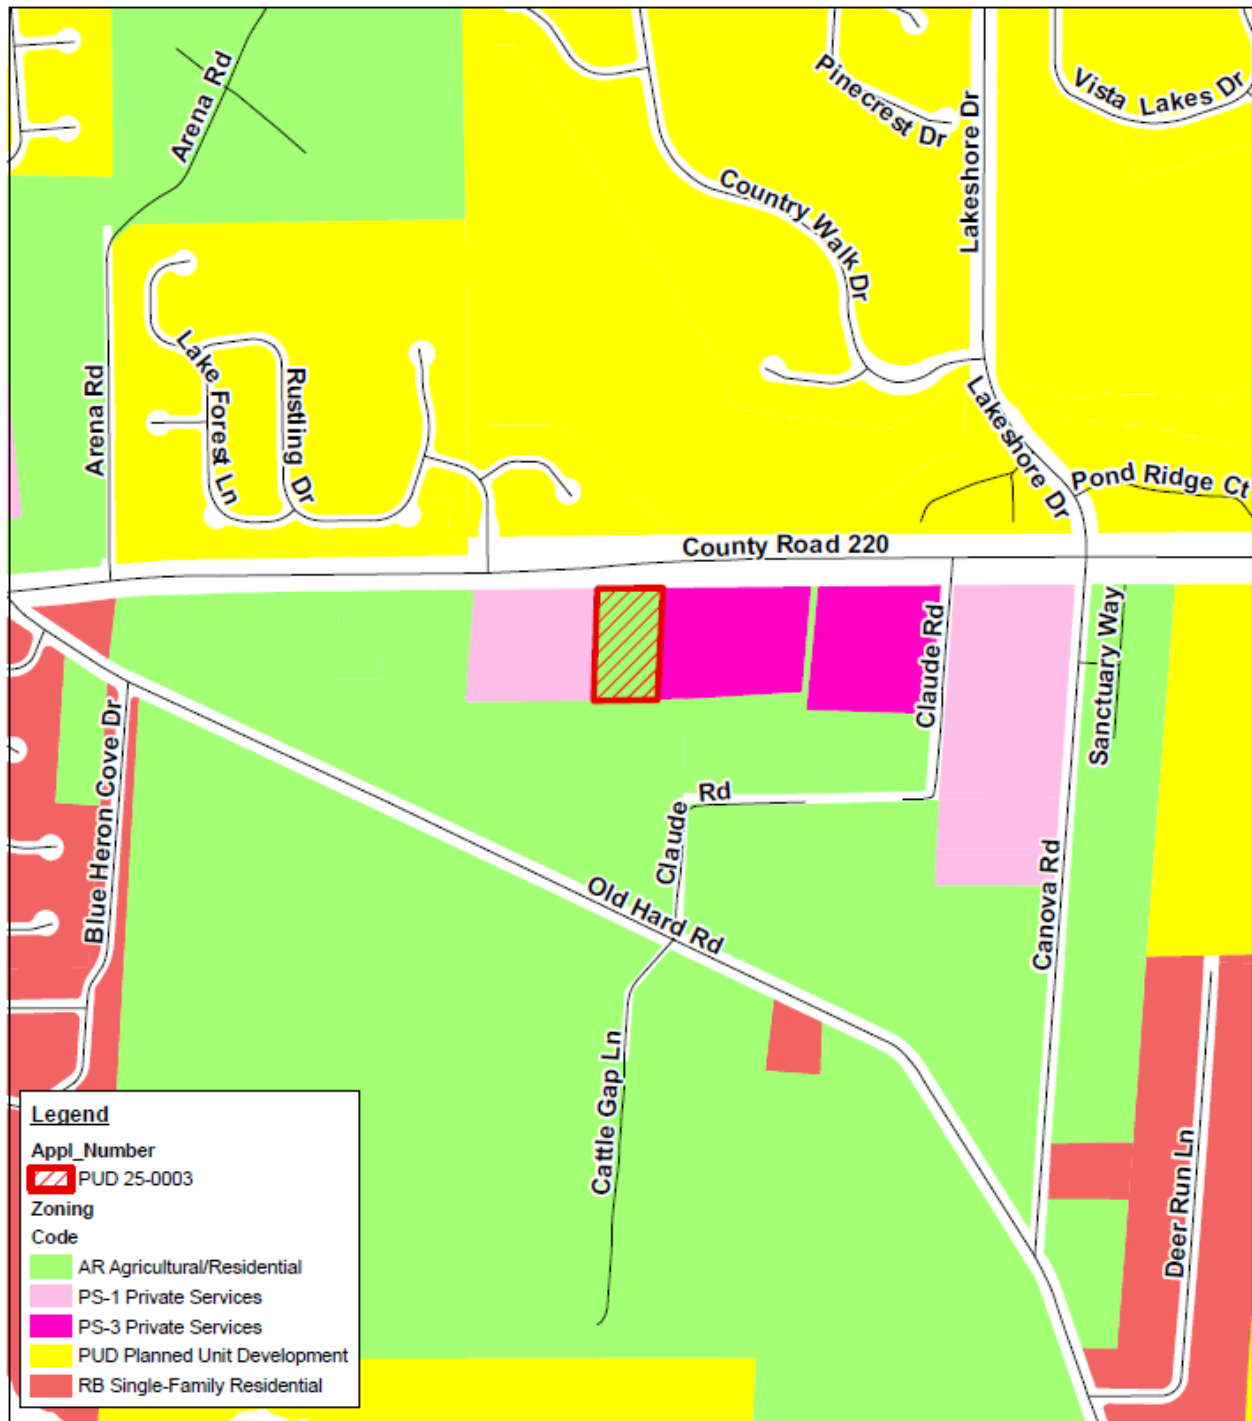 Arena Rd
Pinecrest Dr
Lakeshore Dr
Vista Lakes Dr
Country Walk Dr
Arena Rd
Lake Forest Ln
Rustling Dr
Lakeshore Dr
Pond Ridge Ct
County Road 220
Claude Rd
Sanctuary Way
Blue Heron Cove Dr
Claude Rd
Old Hard Rd
Canova Rd
Cattle Gap Ln
Deer Run Ln
Legend
Appl_Number
PUD 25-0003
Zoning
Code
AR Agricultural/Residential
PS-1 Private Services
PS-3 Private Services
PUD Planned Unit Development
RB Single-Family Residential